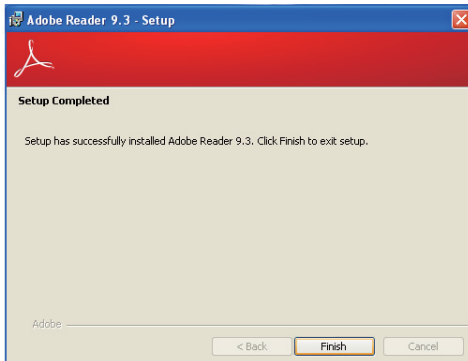 Adobe Reader 9.3 - Setup
Setup Completed
Setup has successfully installed Adobe Reader 9.3. Click Finish to exit setup.
Adobe
< Back Finish Cancel